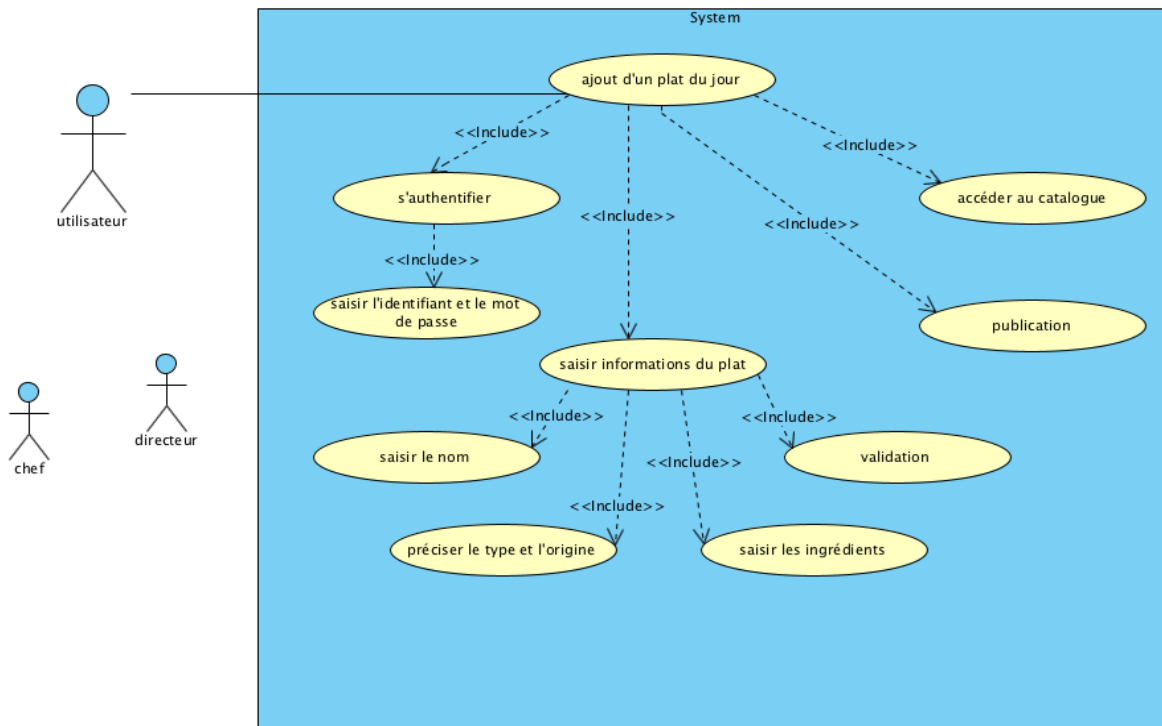 System
ajout d'un plat du jour
<<Include>>
<<Include>>
s'authentifier
accéder au catalogue
utilisateur
<<Include>>
<<Include>>
<<Include>>
saisir l'identifiant et le mot
de passe
publication
saisir informations du plat
<<Include>>
directeur
<<Include>>
chef
saisir le nom
<<Include>>
validation
<<Include>>
préciser le type et l'origine
saisir les ingrédients